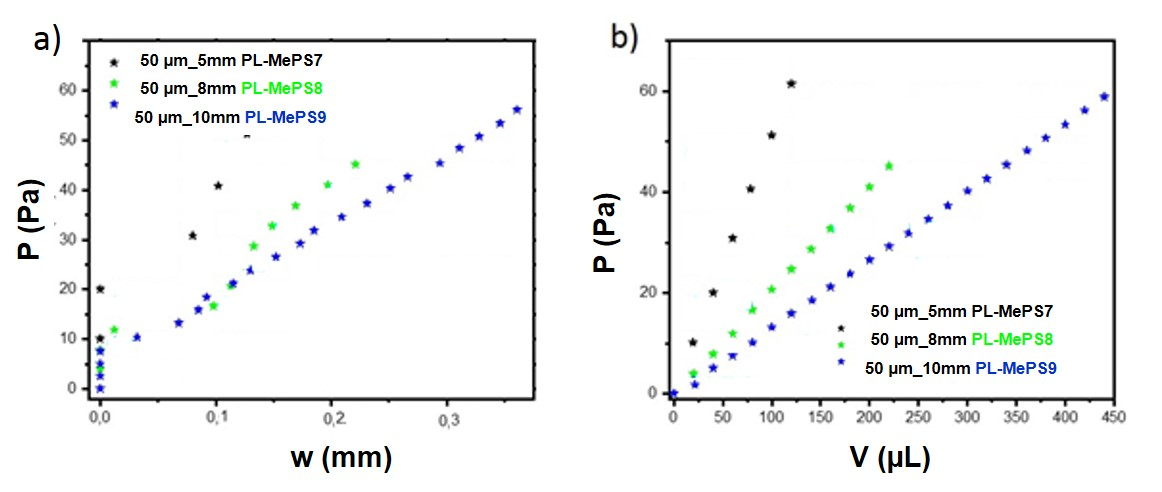 a)
50 µm_5mm PL-MePS7
50 µm_8mm PL-MePS8
50 µm_10mm PL-MePS9
60
50
40
30
20
10
0
P (Pa)
0,0
0,1
0,2
0,3
w (mm)
b)
60
40
20
0
P (Pa)
50 µm_5mm PL-MePS7
50 µm_8mm PL-MePS8
50 µm_10mm PL-MePS9
0
50
100
150
200
250
300
350
400
450
V (µL)